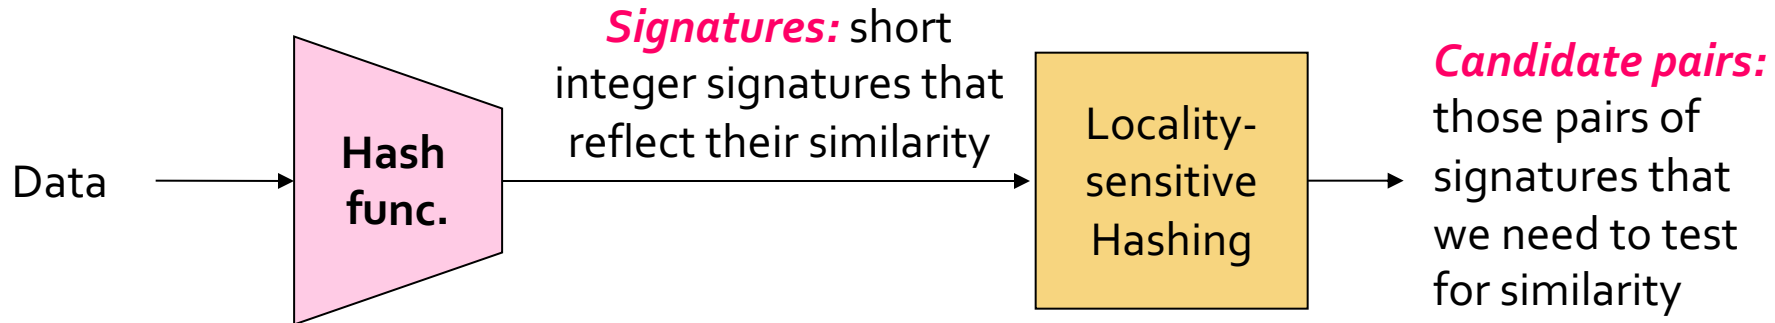 Data
Hash
func.
Signatures: short
integer signatures that
reflect their similarity
Locality-
sensitive
Hashing
Candidate pairs:
those pairs of
signatures that
we need to test
for similarity